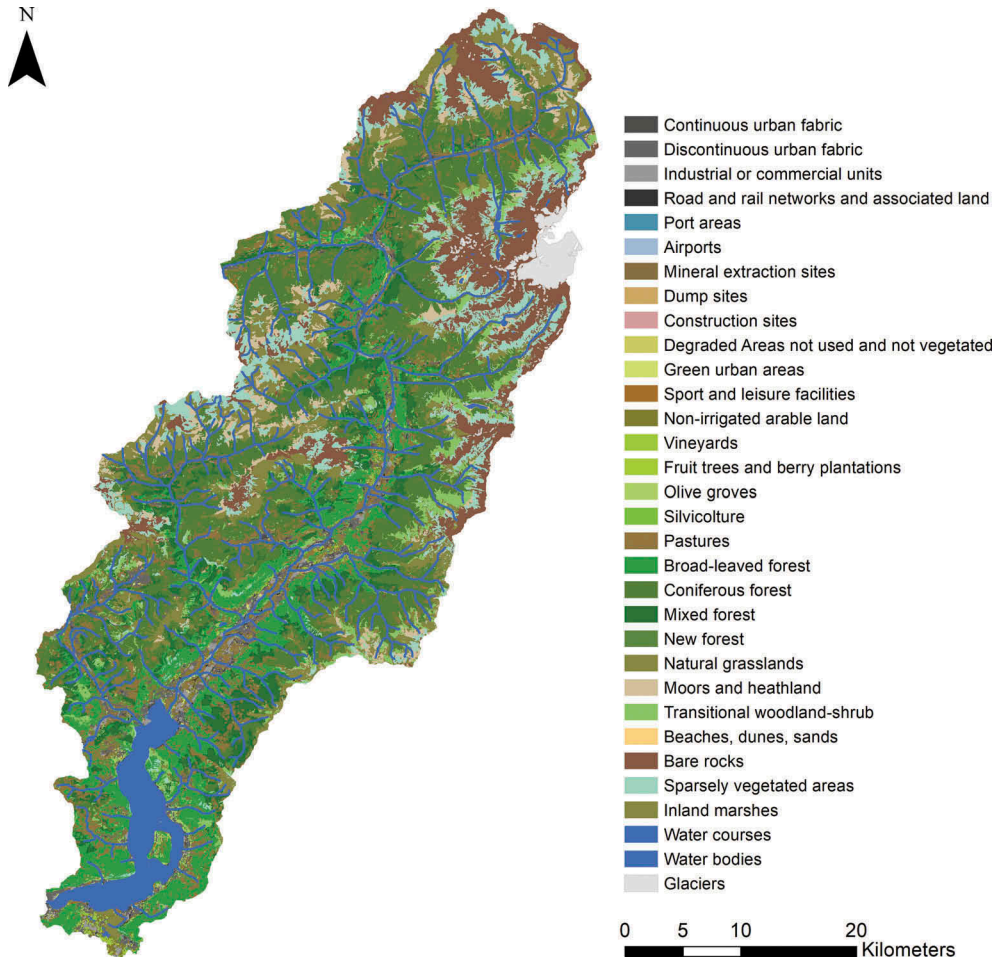 N
Continuous urban fabric
Discontinuous urban fabric
Industrial or commercial units
Road and rail networks and associated land
Port areas
Airports
Mineral extraction sites
Dump sites
Construction sites
Degraded Areas not used and not vegetated
Green urban areas
Sport and leisure facilities
Non-irrigated arable land
Vineyards
Fruit trees and berry plantations
Olive groves
Silvicolture
Pastures
Broad-leaved forest
Coniferous forest
Mixed forest
New forest
Natural grasslands
Moors and heathland
Transitional woodland-shrub
Beaches, dunes, sands
Bare rocks
Sparsely vegetated areas
Inland marshes
Water courses
Water bodies
Glaciers
0 5 10 20
Kilometers